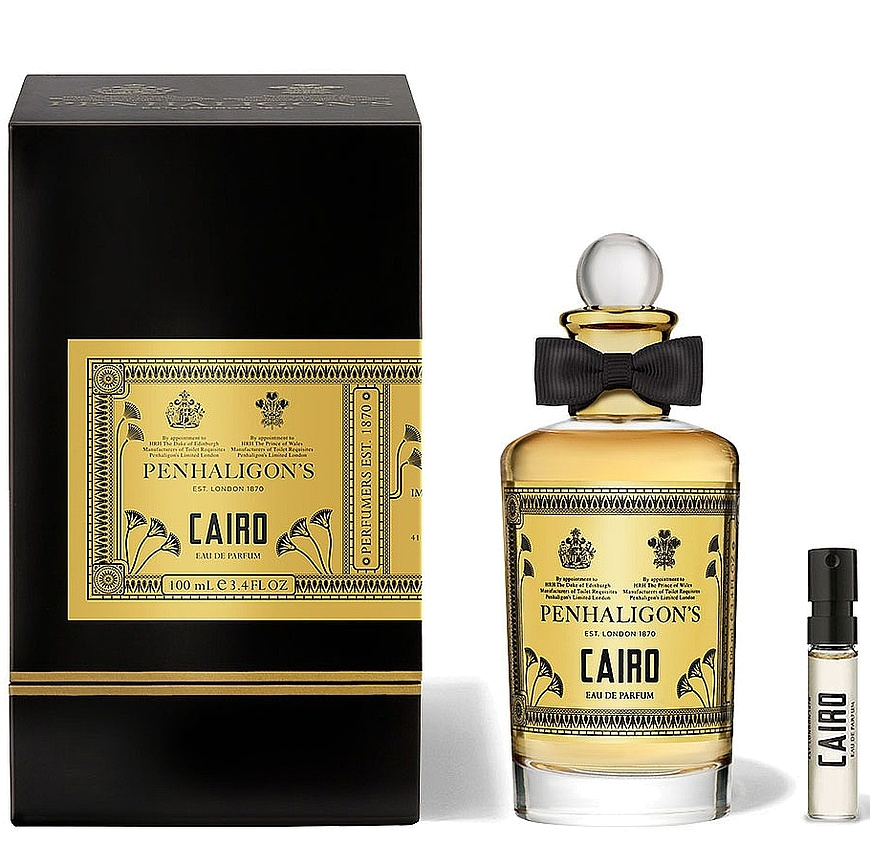 PENHALIGON'S
By appointment to
HRH The Duke of Edinburgh
Manufacturers of Toilet Requisites
Penhaligon's Limited London
By appointment to
HRH The Prince of Wales
Manufacturers of Toilet Requisites
Penhaligon's Limited London
PENHALIGON'S
EST. LONDON 1870
CAIRO
EAU DE PARFUM
100 mL ℮ 3.4FLOZ
PERFUMERS EST. 1870
IM
41
By appointment to
HRH The Duke of Edinburgh
Manufacturers of Toilet Requisites
Penhaligon's Limited London
By appointment to
HRH The Prince of Wales
Manufacturers of Toilet Requisites
Penhaligon's Limited London
PENHALIGON'S
EST. LONDON 1870
CAIRO
EAU DE PARFUM
CAIRO
EAU DE PARFUM